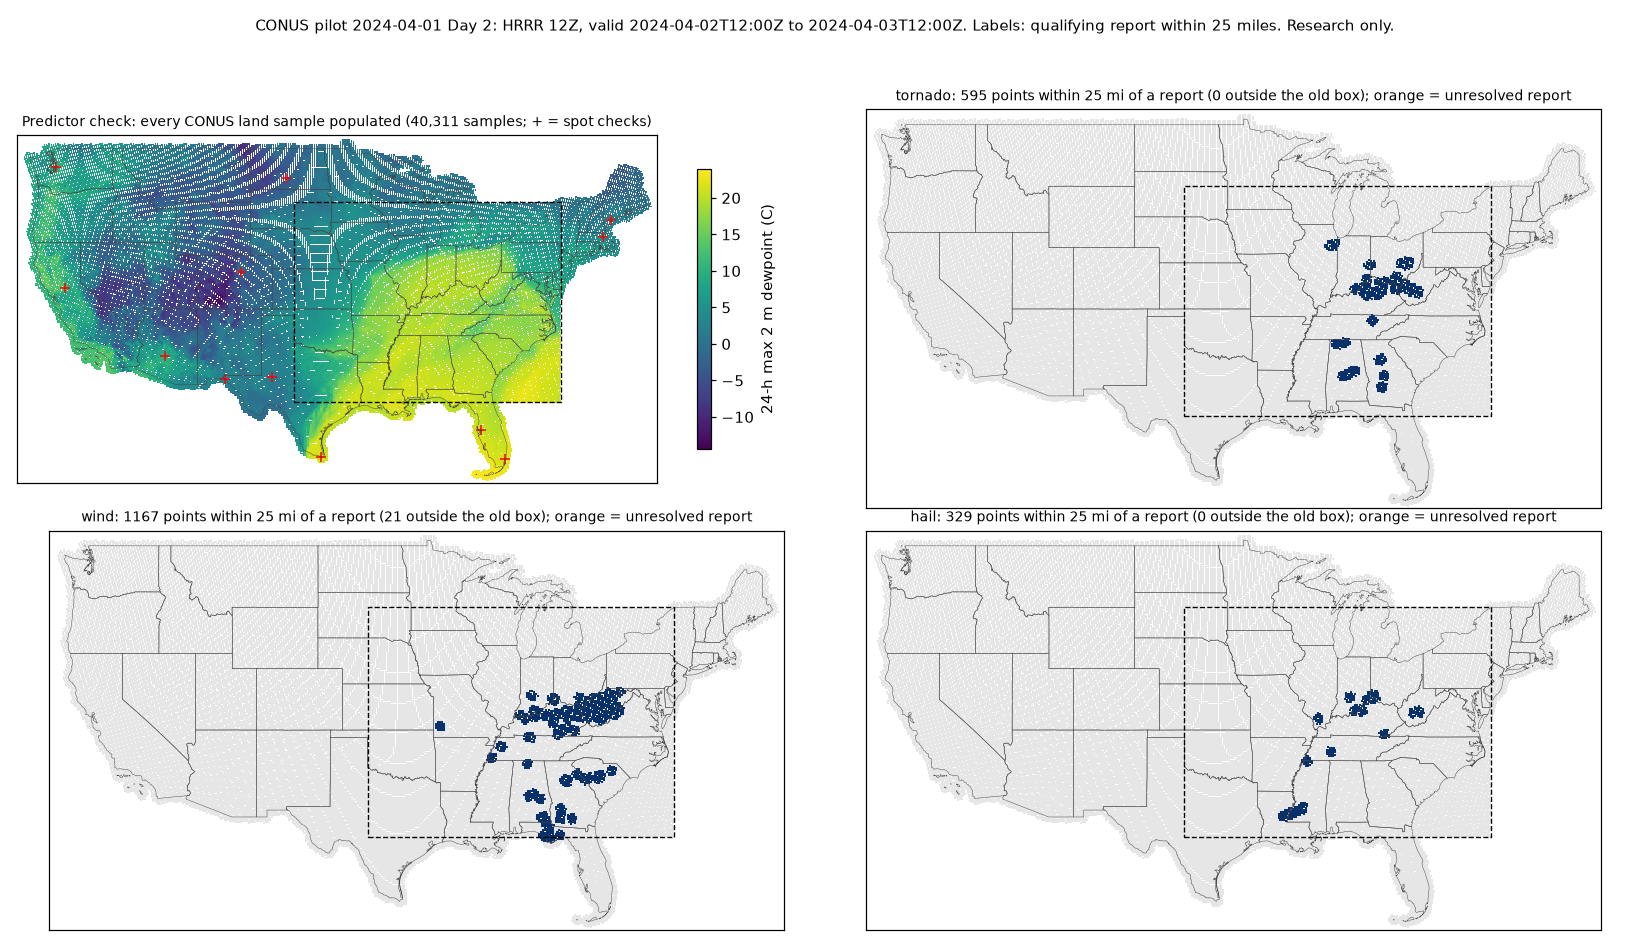 CONUS pilot 2024-04-01 Day 2: HRRR 12Z, valid 2024-04-02T12:00Z to 2024-04-03T12:00Z. Labels: qualifying report within 25 miles. Research only.
Predictor check: every CONUS land sample populated (40,311 samples; + = spot checks)
20
15
10
5
0
−5
−10
24-h max 2 m dewpoint (C)
tornado: 595 points within 25 mi of a report (0 outside the old box); orange = unresolved report
wind: 1167 points within 25 mi of a report (21 outside the old box); orange = unresolved report
hail: 329 points within 25 mi of a report (0 outside the old box); orange = unresolved report